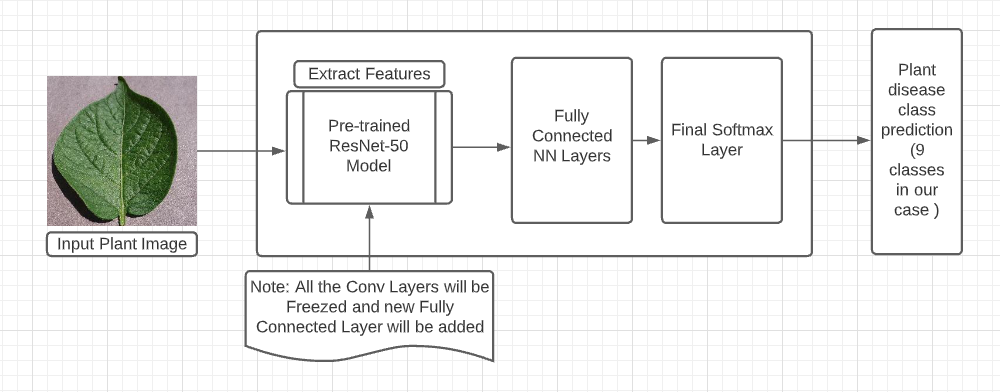 Input Plant Image
Extract Features
Pre-trained
ResNet-50
Model
Note: All the Conv Layers will be
Freezed and new Fully
Connected Layer will be added
Fully
Connected
NN Layers
Final Softmax
Layer
Plant
disease
class
prediction
(9
classes
in our
case )